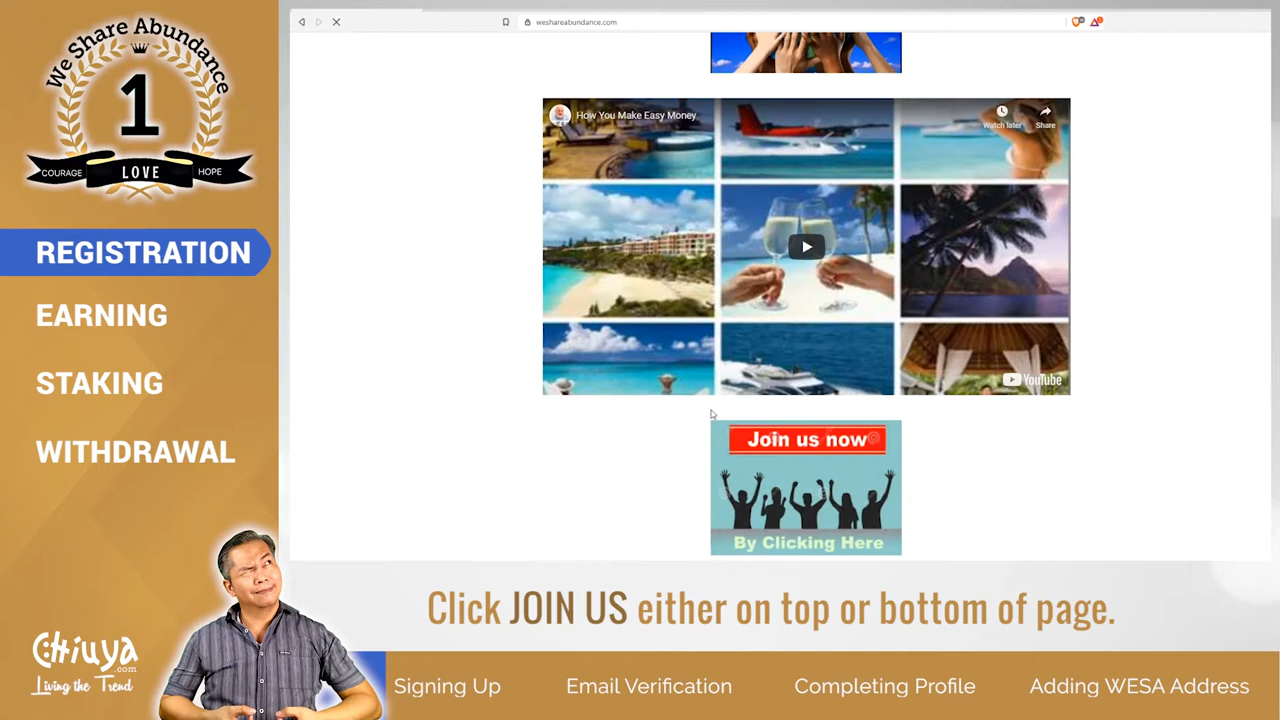 We Share Abundance
1
COURAGE
LOVE
HOPE
REGISTRATION
EARNING
STAKING
WITHDRAWAL
CHiUYA
.com
Living the Trend
weshareabundance.com
How You Make Easy Money
Watch later
Share
YouTube
Join us now
By Clicking Here
Click JOIN US either on top or bottom of page.
Signing Up
Email Verification
Completing Profile
Adding WESA Address